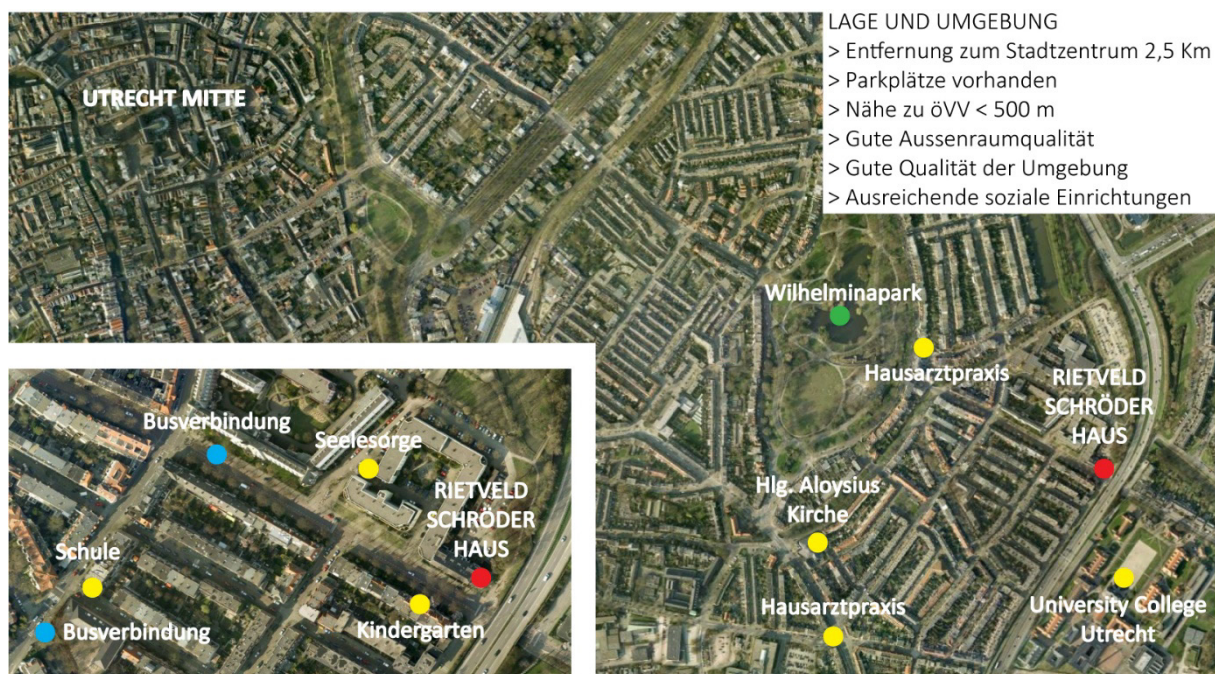 LAGE UND UMGEBUNG
> Entfernung zum Stadtzentrum 2,5 Km
> Parkplätze vorhanden
> Nähe zu öVV < 500 m
> Gute Aussenraumqualität
> Gute Qualität der Umgebung
> Ausreichende soziale Einrichtungen
UTRECHT MITTE
Wilhelminapark
Hausarztpraxis
RIETVELD
SCHRÖDER
HAUS
Hlg. Aloysius
Kirche
Hausarztpraxis
University College
Utrecht
Busverbindung
Seelesorge
RIETVELD
SCHRÖDER
HAUS
Schule
Kindergarten
Busverbindung